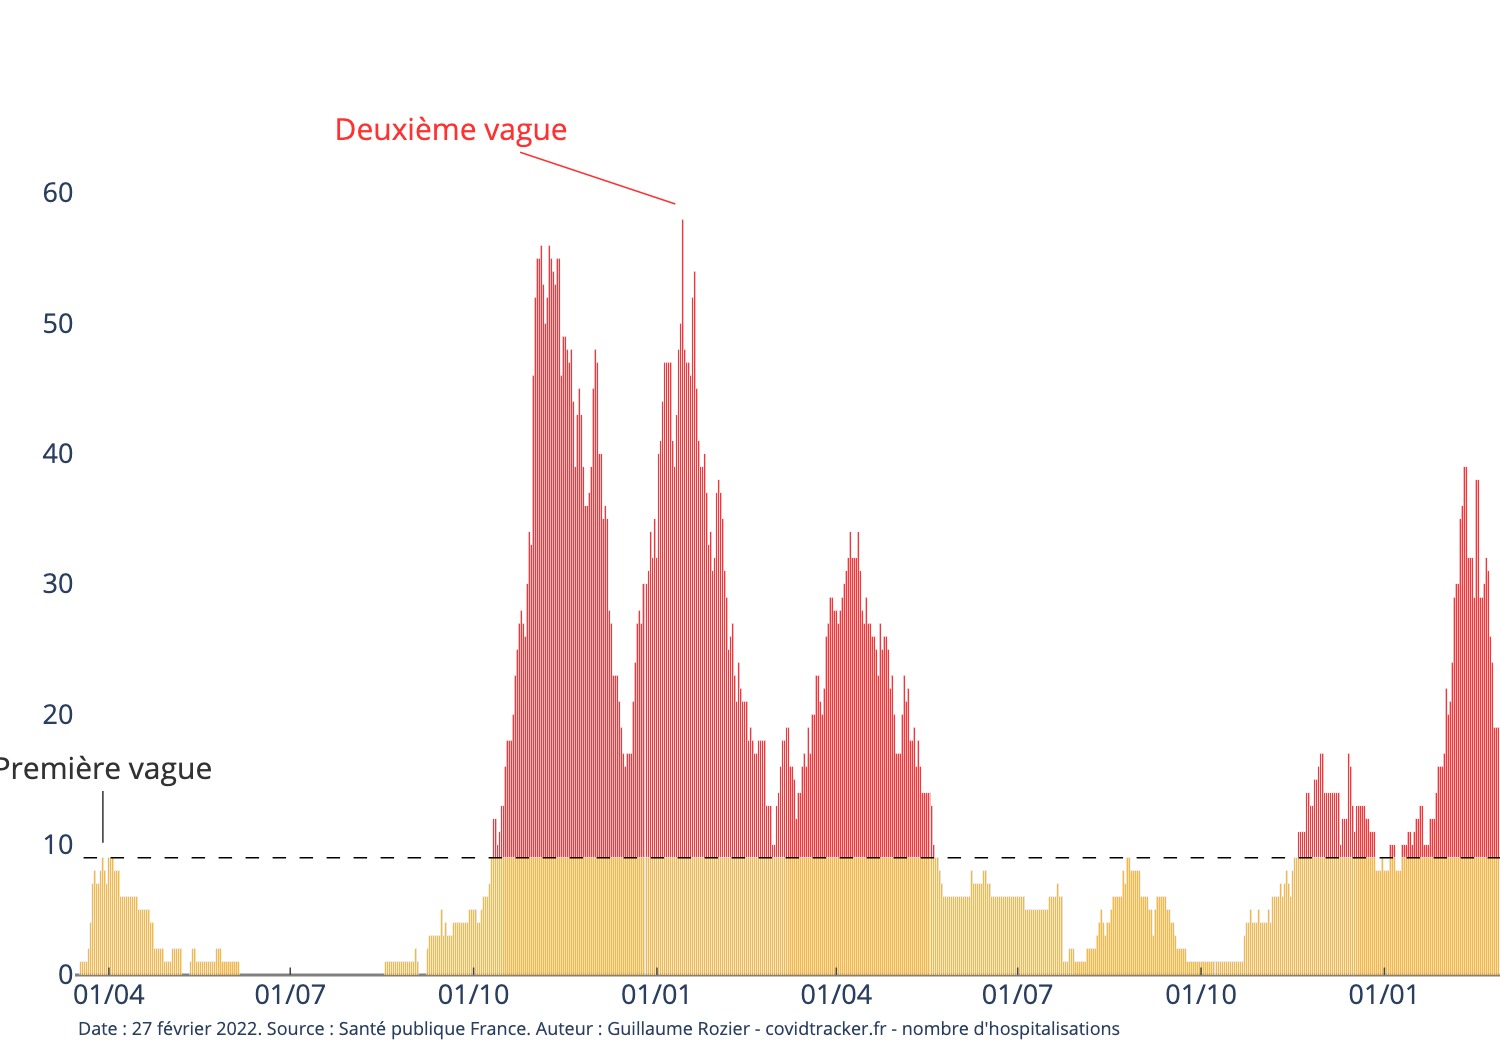 Deuxième vague
60
50
40
30
20
Première vague
10
0
01/04 01/07 01/10 01/01 01/04 01/07 01/10 01/01
Date : 27 février 2022. Source : Santé publique France. Auteur : Guillaume Rozier - covidtracker.fr - nombre d'hospitalisations